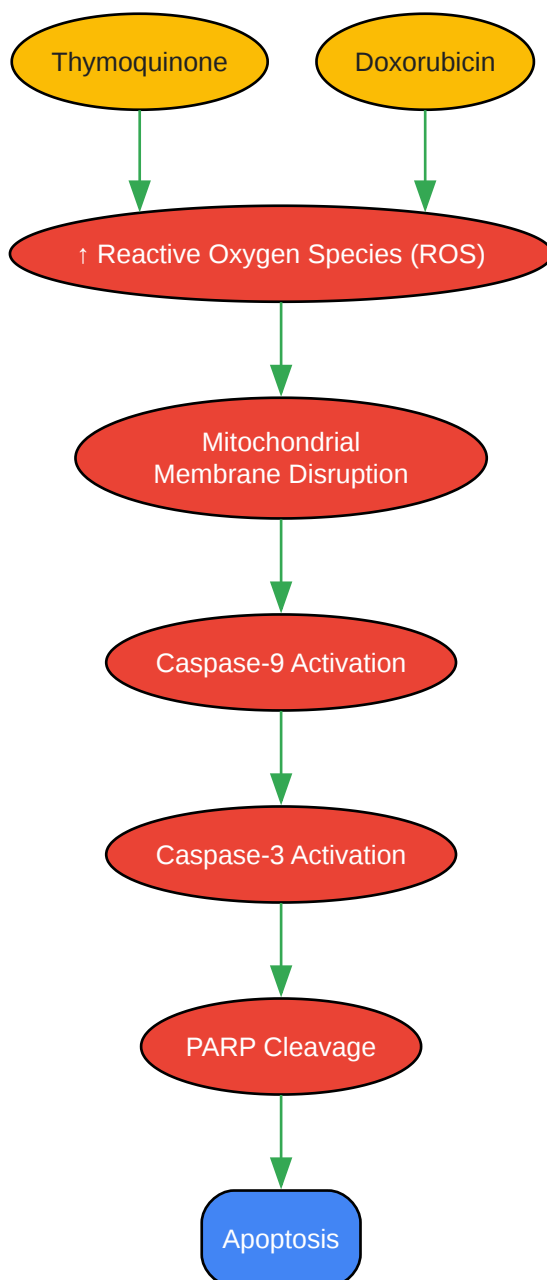 Thymoquinone
Doxorubicin
↑ Reactive Oxygen Species (ROS)
Mitochondrial
Membrane Disruption
Caspase-9 Activation
Caspase-3 Activation
PARP Cleavage
Apoptosis